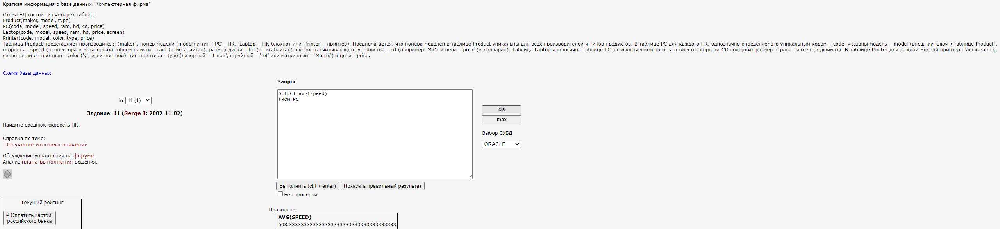 Краткая информация о базе данных "Компьютерная фирма"
Схема БД состоит из четырех таблиц:
Product(maker, model, type)
PC(code, model, speed, ram, hd, cd, price)
Laptop(code, model, speed, ram, hd, price, screen)
Printer(code, model, color, type, price)
Таблица Product представляет производителя (maker), номер модели (model) и тип ('PC' - ПК, 'Laptop' - ПК-блокнот или 'Printer' - принтер). Предполагается, что номера моделей в таблице Product уникальны для всех производителей и типов продуктов. В таблице PC для каждого ПК, однозначно определяемого уникальным кодом – code, указаны модель – model (внешний ключ к таблице Product),
скорость - speed (процессора в мегагерцах), объем памяти - ram (в мегабайтах), размер диска - hd (в гигабайтах), скорость считывающего устройства - cd (например, '4x') и цена - price (в долларах). Таблица Laptop аналогична таблице РС за исключением того, что вместо скорости CD содержит размер экрана -screen (в дюймах). В таблице Printer для каждой модели принтера указывается,
является ли он цветным - color ('y', если цветной), тип принтера - type (лазерный – 'Laser', струйный – 'Jet' или матричный – 'Matrix') и цена - price.
Схема базы данных
№ 11 (1)
Задание: 11 (Serge I: 2002-11-02)
Найдите среднюю скорость ПК.
Справка по теме:
Получение итоговых значений
Обсуждение упражнения на форуме.
Анализ плана выполнения решения.
i
Текущий рейтинг
₽ Оплатить картой
российского банка
Запрос
SELECT avg(speed)
FROM PC
cls
max
Выбор СУБД
ORACLE
Выполнить (ctrl + enter) Показать правильный результат
Без проверки
Правильно
AVG(SPEED)
608.333333333333333333333333333333333333